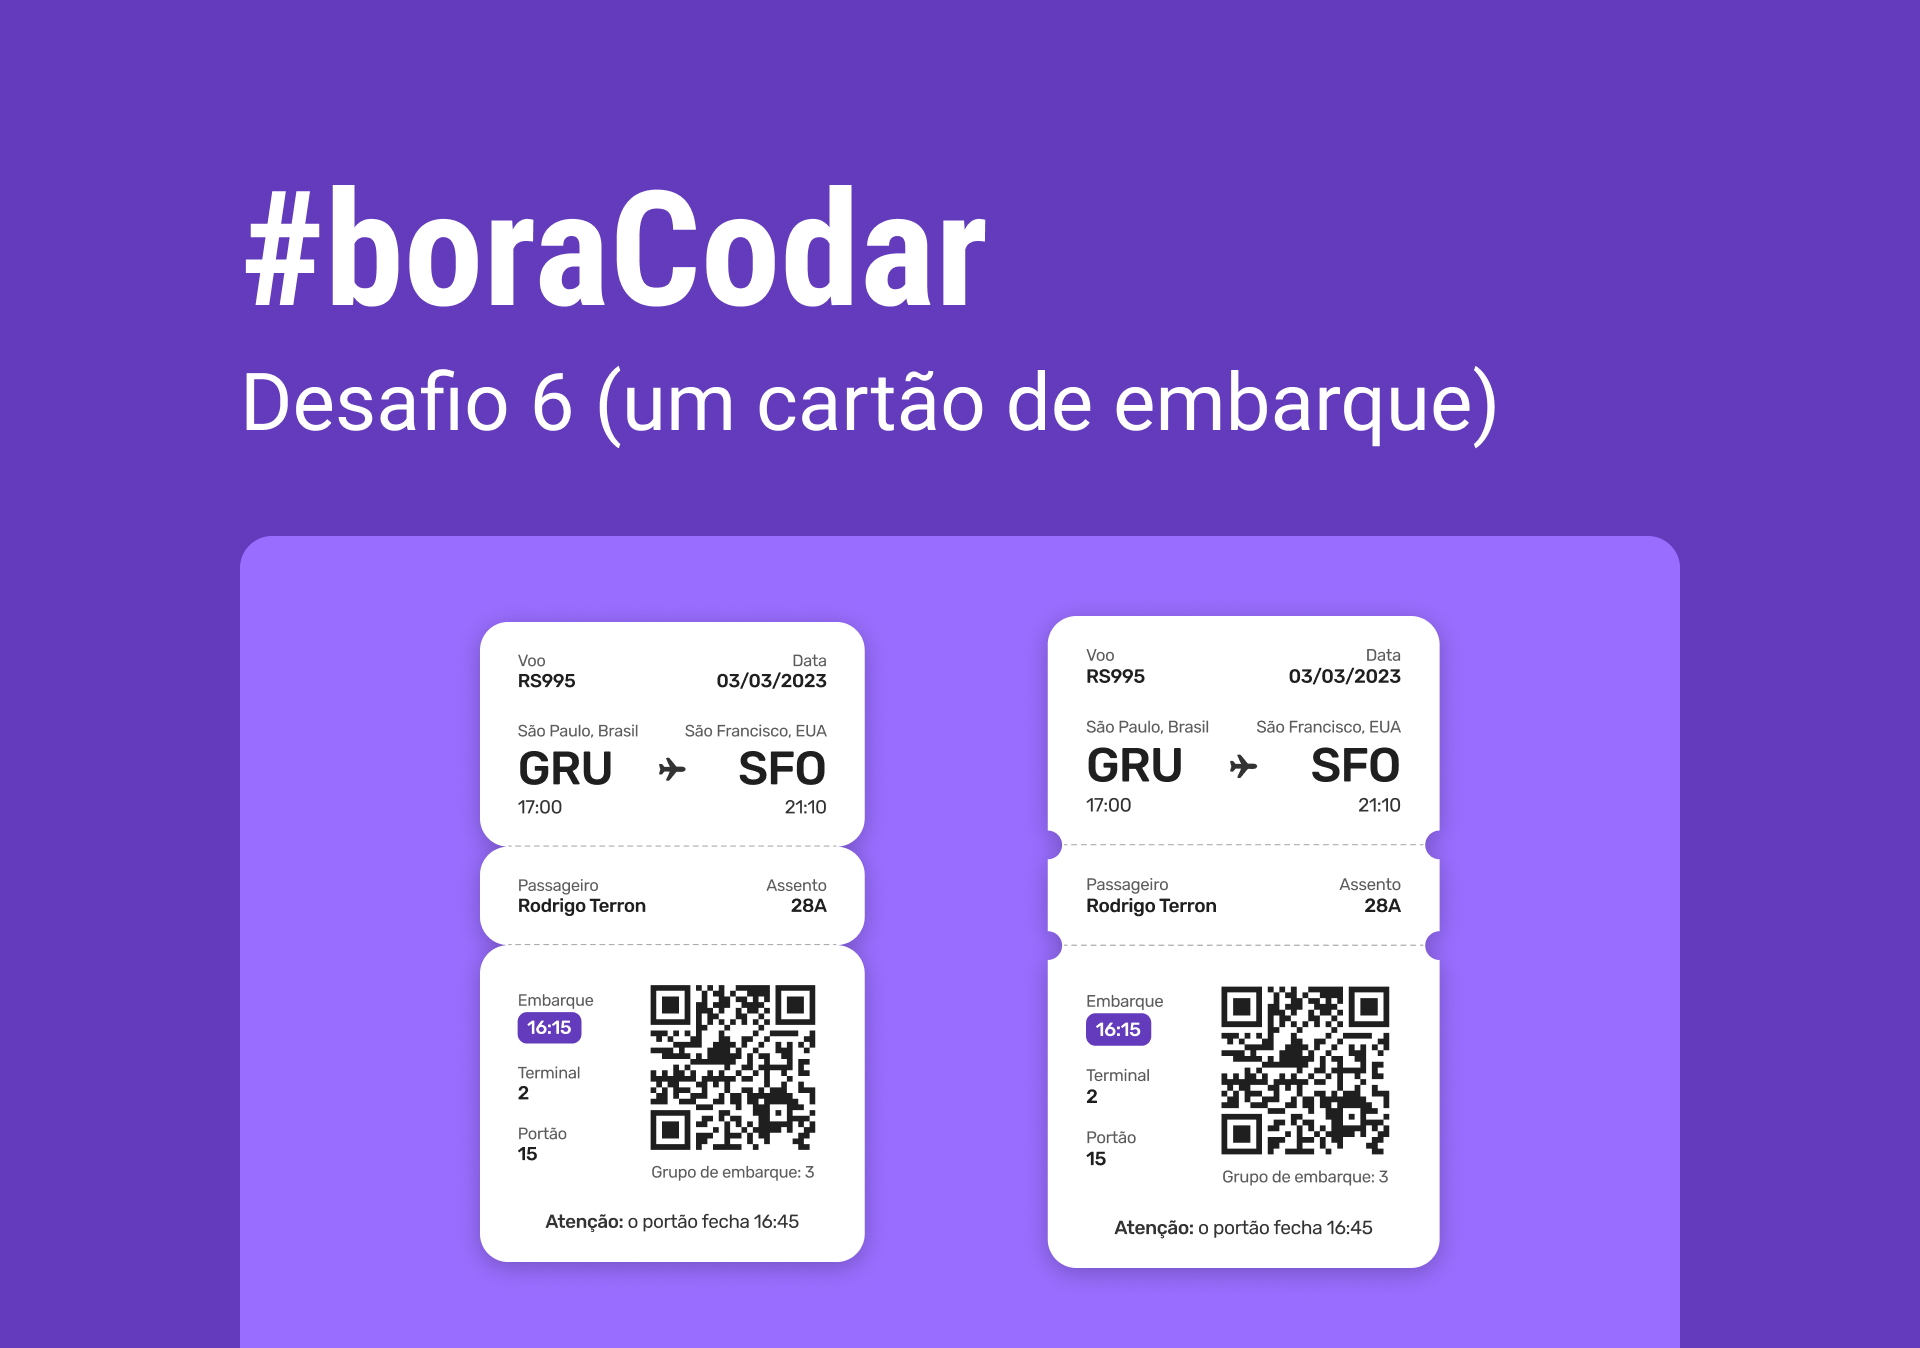 #boraCodar
Desafio 6 (um cartão de embarque)
Voo Data
RS995 03/03/2023
São Paulo, Brasil São Francisco, EUA
GRU SFO
17:00 21:10
Passageiro Assento
Rodrigo Terron 28A
Embarque
16:15
Terminal
2
Portão
15
Grupo de embarque: 3
Atenção: o portão fecha 16:45
Voo Data
RS995 03/03/2023
São Paulo, Brasil São Francisco, EUA
GRU SFO
17:00 21:10
Passageiro Assento
Rodrigo Terron 28A
Embarque
16:15
Terminal
2
Portão
15
Grupo de embarque: 3
Atenção: o portão fecha 16:45